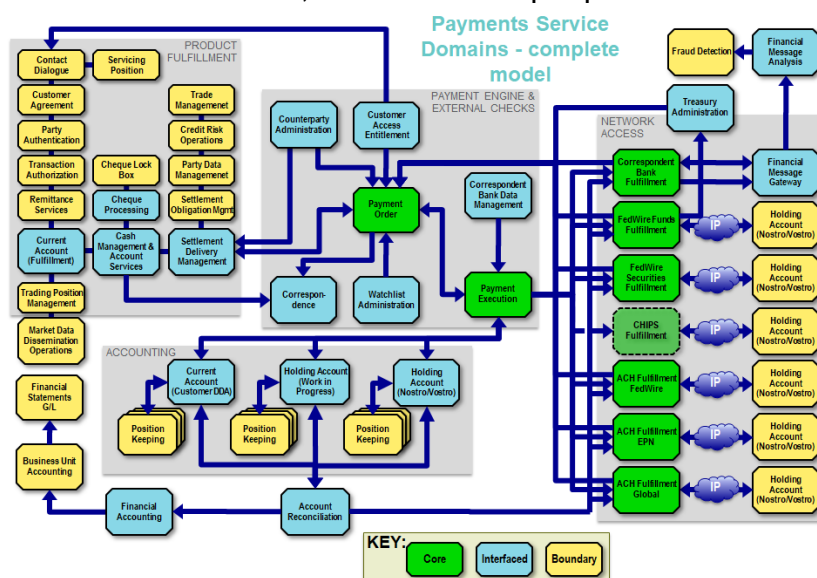 Payments Service
Domains - complete
model
PRODUCT
FULFILLMENT
Contact
Dialogue
Servicing
Position
Customer
Agreement
Trade
Managemenet
Party
Authentication
Credit Risk
Operations
Transaction
Authorization
Cheque Lock
Box
Party Data
Managemenet
Remittance
Services
Cheque
Processing
Settlement
Obligation Mgmt
Current
Account
(Fulfillment)
Cash
Management &
Account
Services
Settlement
Delivery
Management
Trading Position
Management
Market Data
Dissemination
Operations
PAYMENT ENGINE &
EXTERNAL CHECKS
Counterparty
Administration
Customer
Access
Entitlement
Payment
Order
Correspondent
Bank Data
Management
Correspon-
dence
Watchlist
Administration
Payment
Execution
Fraud Detection
Financial
Message
Analysis
Treasury
Administration
NETWORK
ACCESS
Correspondent
Bank
Fulfillment
Financial
Message
Gateway
FedWire Funds
Fulfillment
IP
Holding
Account
(Nostro/Vostro)
FedWire
Securities
Fulfillment
IP
Holding
Account
(Nostro/Vostro)
CHIPS
Fulfillment
IP
Holding
Account
(Nostro/Vostro)
ACH Fulfillment
FedWire
IP
Holding
Account
(Nostro/Vostro)
ACH Fulfillment
EPN
IP
Holding
Account
(Nostro/Vostro)
ACH Fulfillment
Global
IP
Holding
Account
(Nostro/Vostro)
ACCOUNTING
Current
Account
(Customer DDA)
Holding Account
(Work in
Progress)
Holding
Account
(Nostro/Vostro)
Position
Keeping
Position
Keeping
Position
Keeping
Financial
Statements
G/L
Business Unit
Accounting
Financial
Accounting
Account
Reconciliation
KEY:
Core
Interfaced
Boundary